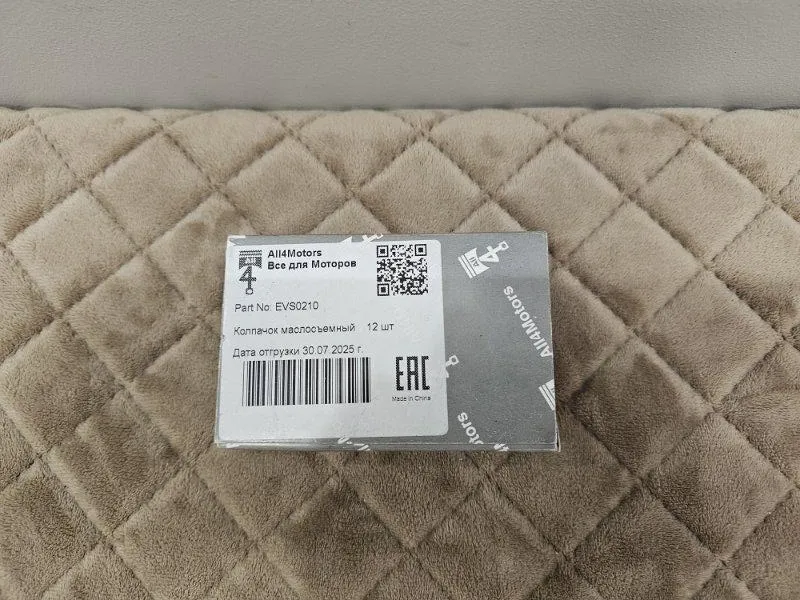 All4Motors
Все для Моторов
Part No: EVS0210
Колпачок маслосъемный 12 шт
Дата отгрузки 30.07.2025 г.
EAC
Made in China
All4Motors